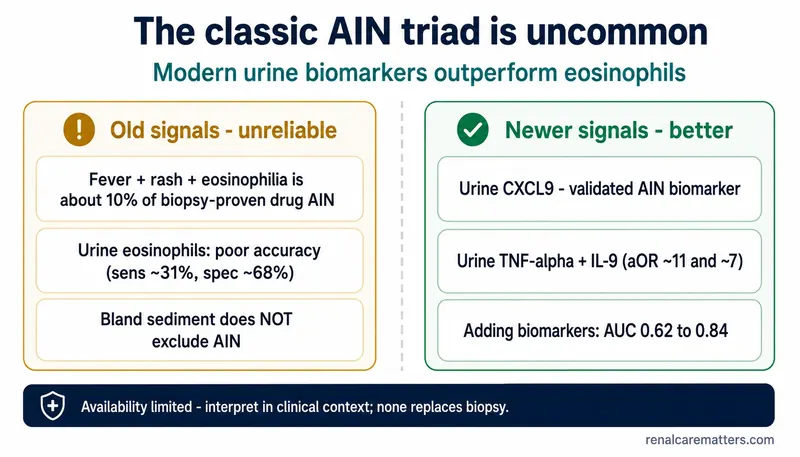 The classic AIN triad is uncommon
Modern urine biomarkers outperform eosinophils
Old signals - unreliable
Fever + rash + eosinophilia is
about 10% of biopsy-proven drug AIN
Urine eosinophils: poor accuracy
(sens ~31%, spec ~68%)
Bland sediment does NOT
exclude AIN
Newer signals - better
Urine CXCL9 - validated AIN biomarker
Urine TNF-alpha + IL-9 (aOR ~11 and ~7)
Adding biomarkers: AUC 0.62 to 0.84
Availability limited - interpret in clinical context; none replaces biopsy.
renalcarematters.com